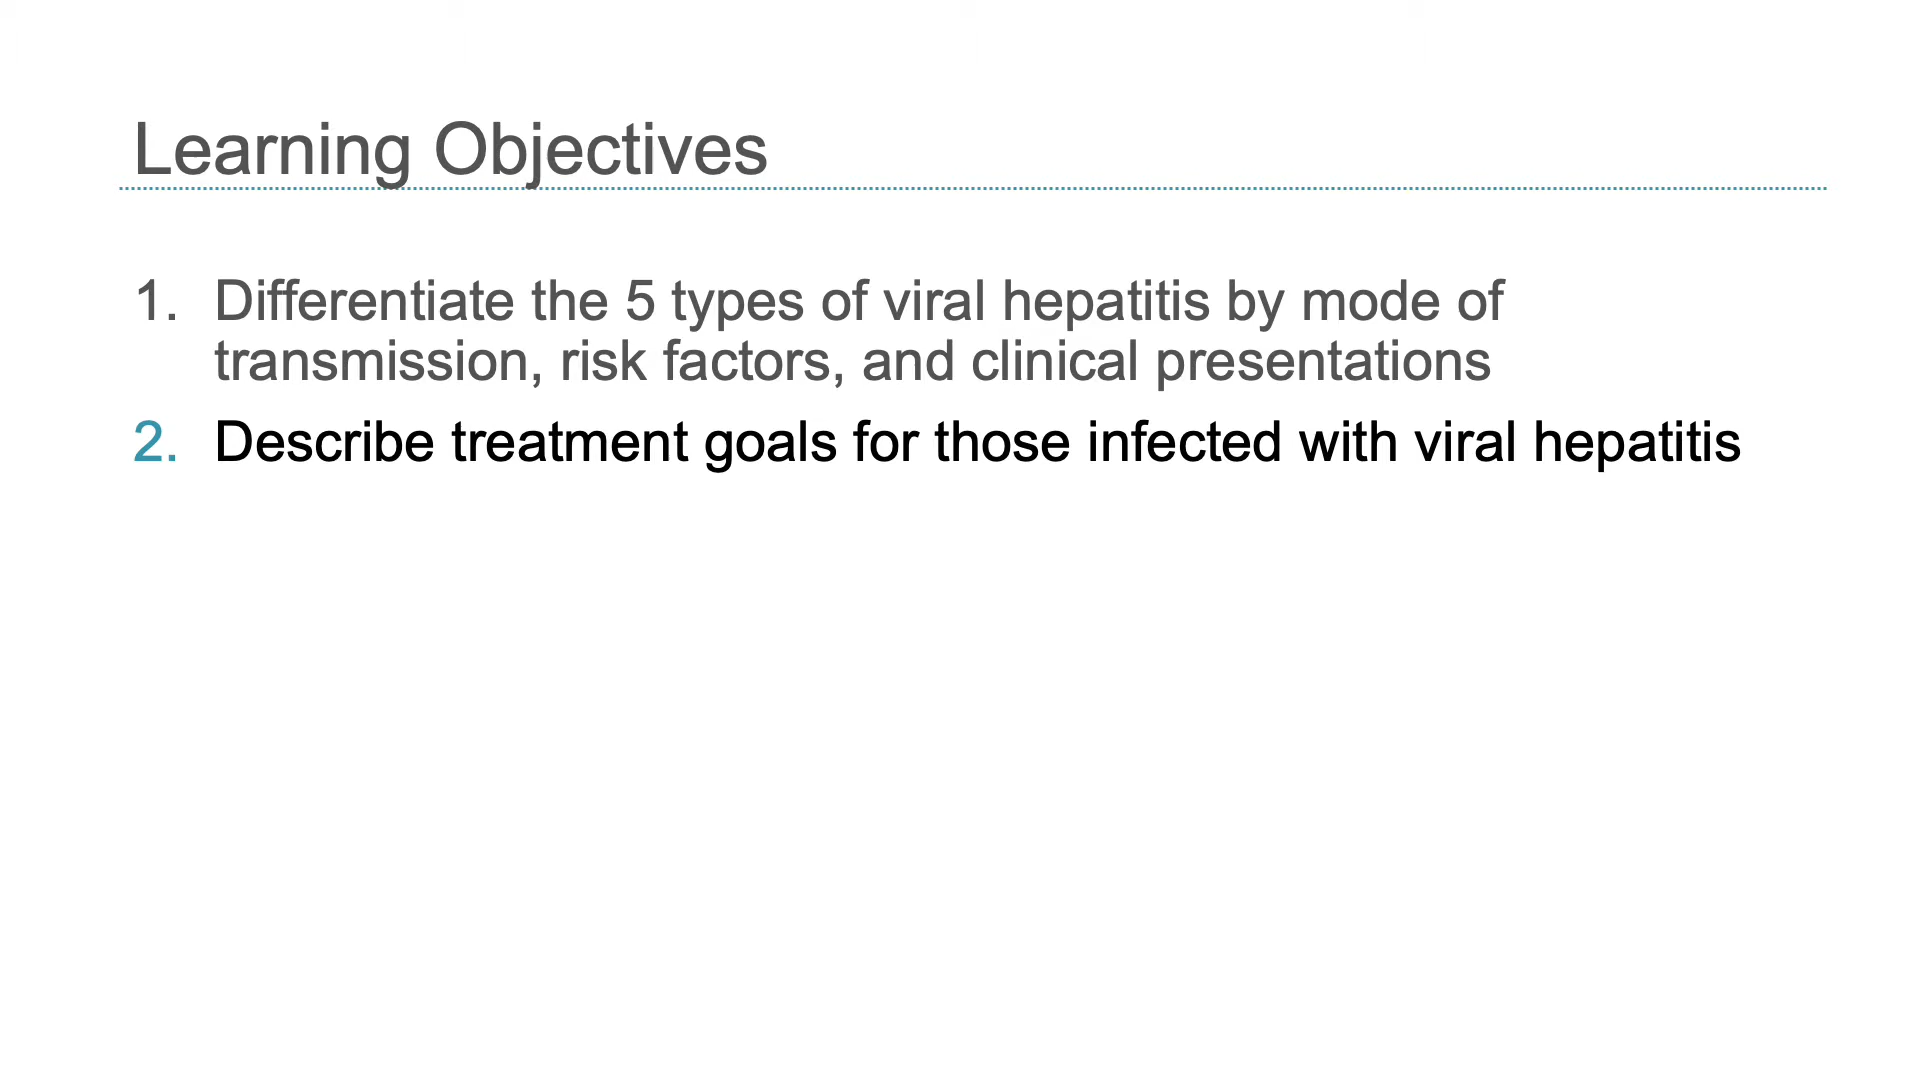 Learning Objectives
1. Differentiate the 5 types of viral hepatitis by mode of
transmission, risk factors, and clinical presentations
2. Describe treatment goals for those infected with viral hepatitis